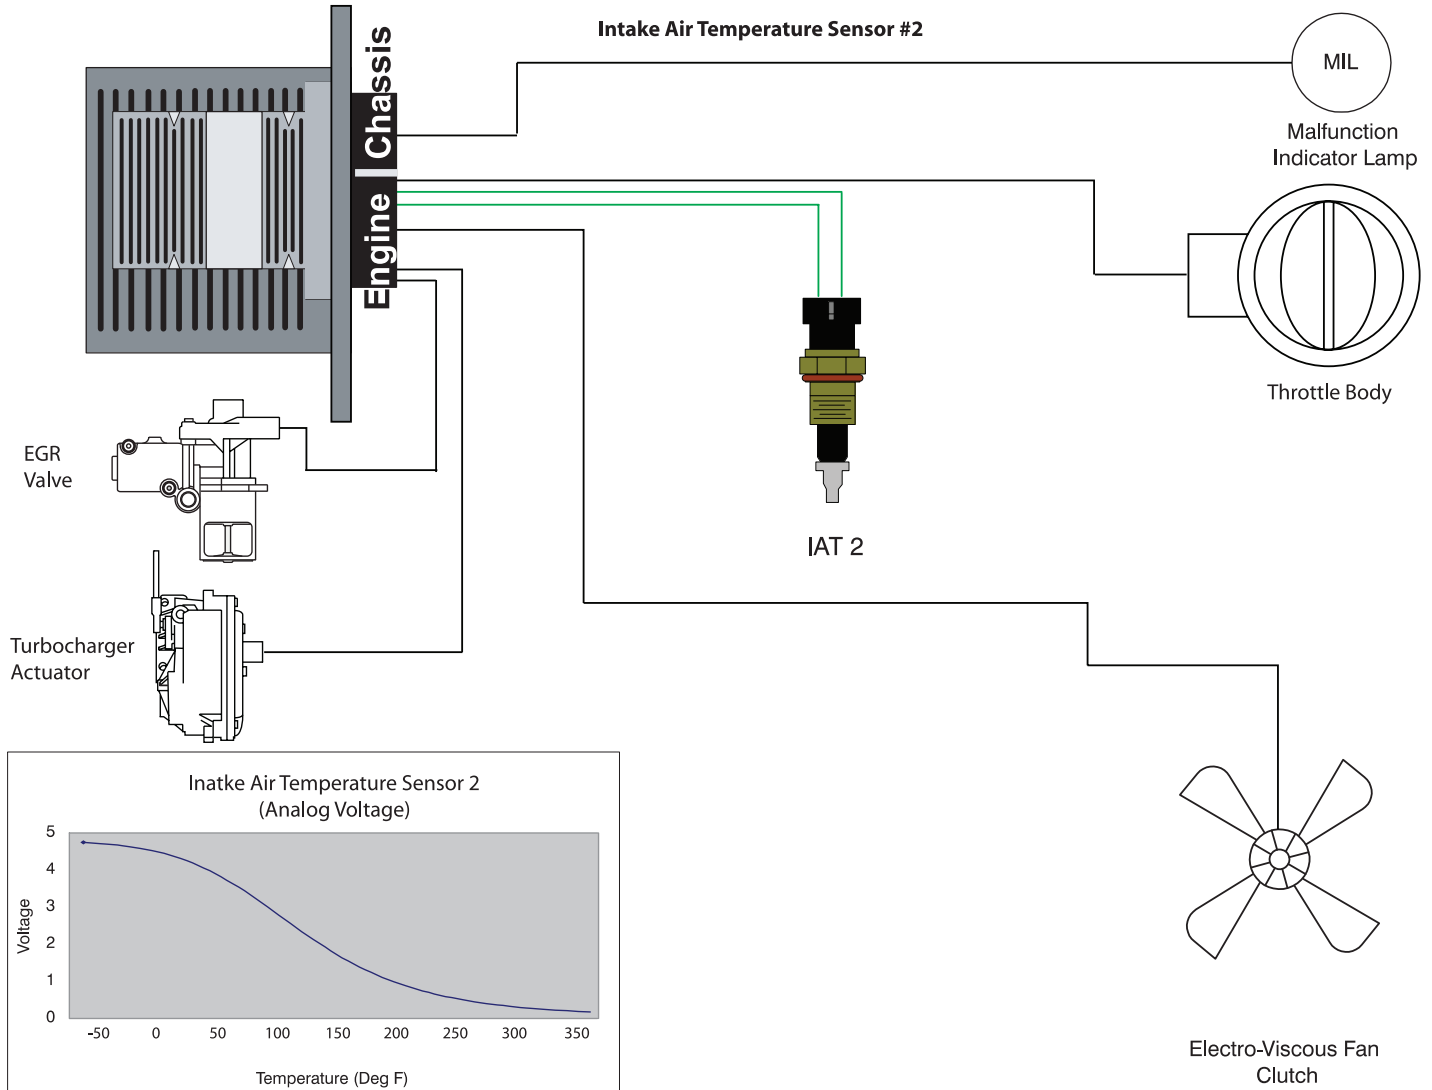 Intake Air Temperature Sensor #2
Chassis
Engine
MIL
Malfunction
Indicator Lamp
Throttle Body
EGR
Valve
IAT 2
Turbocharger
Actuator
Inatke Air Temperature Sensor 2
(Analog Voltage)
Voltage
5
4
3
2
1
0
-50 0 50 100 150 200 250 300 350
Temperature (Deg F)
Electro-Viscous Fan
Clutch